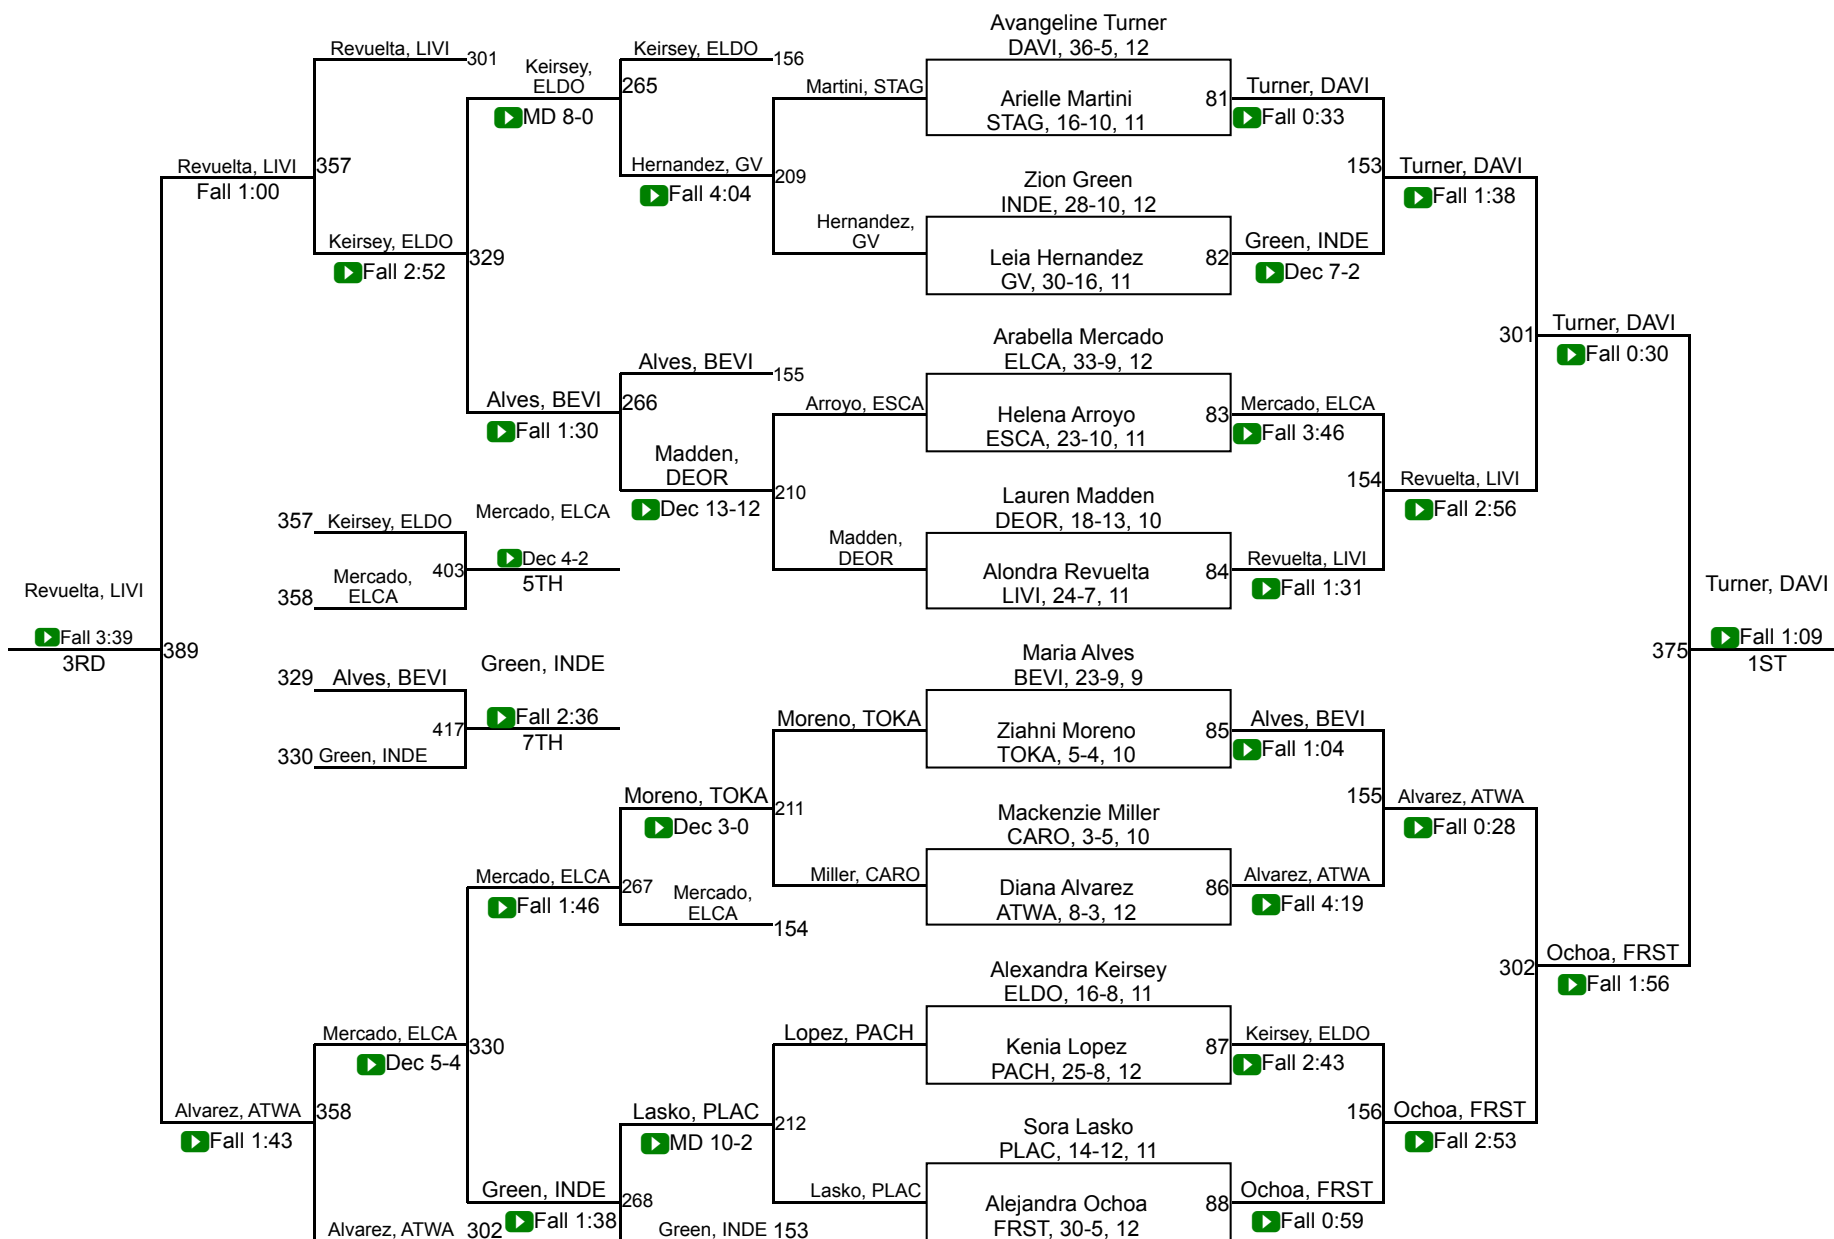 Avangeline Turner
DAVI, 36-5, 12
Revuelta, LIVI
301
Keirsey,
ELDO
265
MD 8-0
Keirsey, ELDO
156
Martini, STAG
Arielle Martini
STAG, 16-10, 11
81
Turner, DAVI
Fall 0:33
Revuelta, LIVI
357
Fall 1:00
Hernandez, GV
209
Fall 4:04
Zion Green
INDE, 28-10, 12
153
Turner, DAVI
Fall 1:38
Keirsey, ELDO
329
Fall 2:52
Hernandez,
GV
Leia Hernandez
GV, 30-16, 11
82
Green, INDE
Dec 7-2
Arabella Mercado
ELCA, 33-9, 12
301
Turner, DAVI
Fall 0:30
Alves, BEVI
155
Alves, BEVI
266
Fall 1:30
Arroyo, ESCA
Helena Arroyo
ESCA, 23-10, 11
83
Mercado, ELCA
Fall 3:46
Madden,
DEOR
210
Dec 13-12
Lauren Madden
DEOR, 18-13, 10
154
Revuelta, LIVI
Fall 2:56
357
Keirsey, ELDO
Mercado, ELCA
403
Dec 4-2
5TH
358
Mercado,
ELCA
Madden,
DEOR
Alondra Revuelta
LIVI, 24-7, 11
84
Revuelta, LIVI
Fall 1:31
Revuelta, LIVI
Fall 3:39
3RD
389
Turner, DAVI
375
Fall 1:09
1ST
329
Alves, BEVI
Green, INDE
417
Fall 2:36
7TH
330
Green, INDE
Maria Alves
BEVI, 23-9, 9
Moreno, TOKA
Ziahni Moreno
TOKA, 5-4, 10
85
Alves, BEVI
Fall 1:04
Moreno, TOKA
211
Dec 3-0
Mackenzie Miller
CARO, 3-5, 10
155
Alvarez, ATWA
Fall 0:28
Mercado, ELCA
267
Fall 1:46
Mercado,
ELCA
154
Miller, CARO
Diana Alvarez
ATWA, 8-3, 12
86
Alvarez, ATWA
Fall 4:19
Alexandra Keirsey
ELDO, 16-8, 11
302
Ochoa, FRST
Fall 1:56
Mercado, ELCA
330
Dec 5-4
Lopez, PACH
Kenia Lopez
PACH, 25-8, 12
87
Keirsey, ELDO
Fall 2:43
Alvarez, ATWA
358
Fall 1:43
Lasko, PLAC
212
MD 10-2
Sora Lasko
PLAC, 14-12, 11
156
Ochoa, FRST
Fall 2:53
Green, INDE
268
Fall 1:38
Lasko, PLAC
Alejandra Ochoa
FRST, 30-5, 12
88
Ochoa, FRST
Fall 0:59
Alvarez, ATWA
302
Green, INDE
153